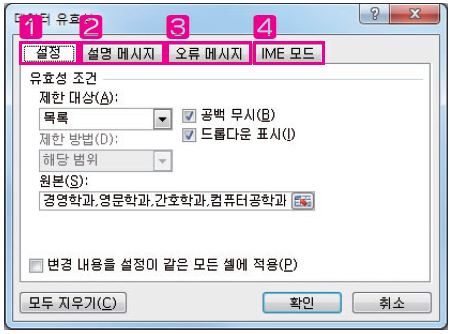 데이터 유효성
1 2 3 4
설정 설명 메시지 오류 메시지 IME 모드
유효성 조건
제한 대상(A):
목록
공백 무시(B)
제한 방법(D):
드롭다운 표시(I)
해당 범위
원본(S):
경영학과,영문학과,간호학과,컴퓨터공학과
변경 내용을 설정이 같은 모든 셀에 적용(P)
모두 지우기(C) 확인 취소